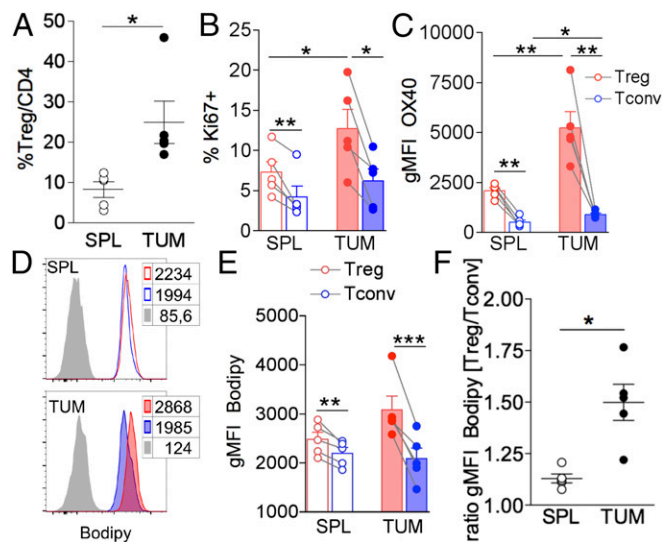 A
*
50
40
30
20
10
0
%Treg/CD4
SPL TUM
B
25
20
15
10
5
0
% Ki67+
* *
**
SPL TUM
C
10000
7500
5000
2500
0
gMFI OX40
*
** **
**
Treg
Tconv
SPL TUM
D
SPL
2234
1994
85,6
TUM
2868
1985
124
Bodipy
E
Treg
Tconv
5000
4000
3000
2000
1000
gMFI Bodipy
***
**
SPL TUM
F
2.00
1.75
1.50
1.25
1.00
ratio gMFI Bodipy [Treg/Tconv]
*
SPL TUM